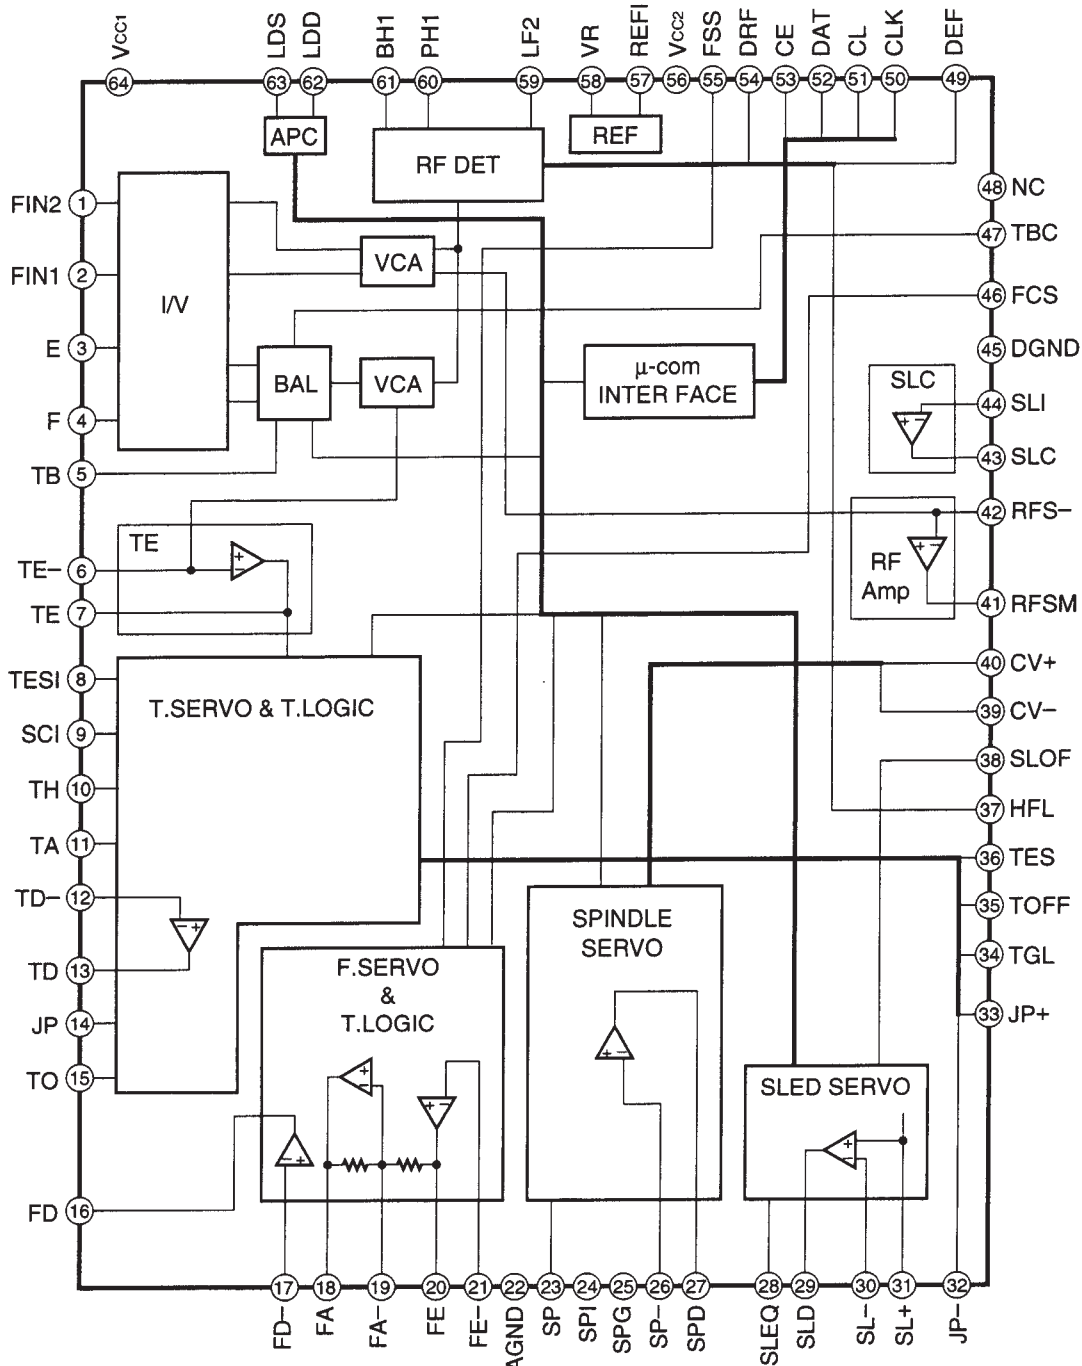 Vcc1
LDS
LDD
BH1
PH1
LF2
VR
REFI
Vcc2
FSS
DRF
CE
DAT
CL
CLK
DEF
64
63
62
61
60
59
58
57
56
55
54
53
52
51
50
49
APC
RF DET
REF
FIN2 1
FIN1 2
E 3
F 4
TB 5
TE− 6
TE 7
TESI 8
SCI 9
TH 10
TA 11
TD− 12
TD 13
JP 14
TO 15
FD 16
I/V
VCA
BAL
VCA
μ-com
INTER FACE
TE
+
−
SLC
+ −
RF
Amp
+ −
T.SERVO & T.LOGIC
− +
F.SERVO
&
T.LOGIC
+
−
+ −
− +
SPINDLE
SERVO
+ −
SLED SERVO
+
−
48 NC
47 TBC
46 FCS
45 DGND
44 SLI
43 SLC
42 RFS−
41 RFSM
40 CV+
39 CV−
38 SLOF
37 HFL
36 TES
35 TOFF
34 TGL
33 JP+
17
18
19
20
21
22
23
24
25
26
27
28
29
30
31
32
FD−
FA
FA−
FE
FE−
AGND
SP
SPI
SPG
SP−
SPD
SLEQ
SLD
SL−
SL+
JP−